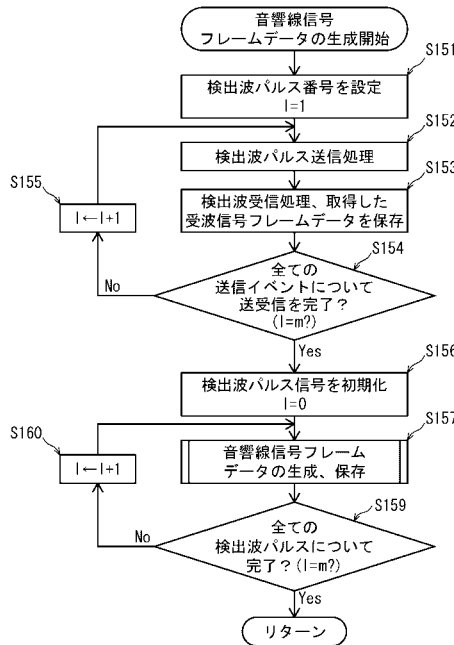 音響線信号
フレームデータの生成開始
S151
検出波パルス番号を設定
l=1
S152
検出波パルス送信処理
S153
検出波受信処理、取得した
受波信号フレームデータを保存
S155
l←l+1
S154
全ての
送信イベントについて
送受信を完了?
(l=m?)
No
Yes
S156
検出波パルス信号を初期化
l=0
S157
音響線信号フレーム
データの生成、保存
S160
l←l+1
S159
全ての
検出波パルスについて
完了?(l=m?)
No
Yes
リターン